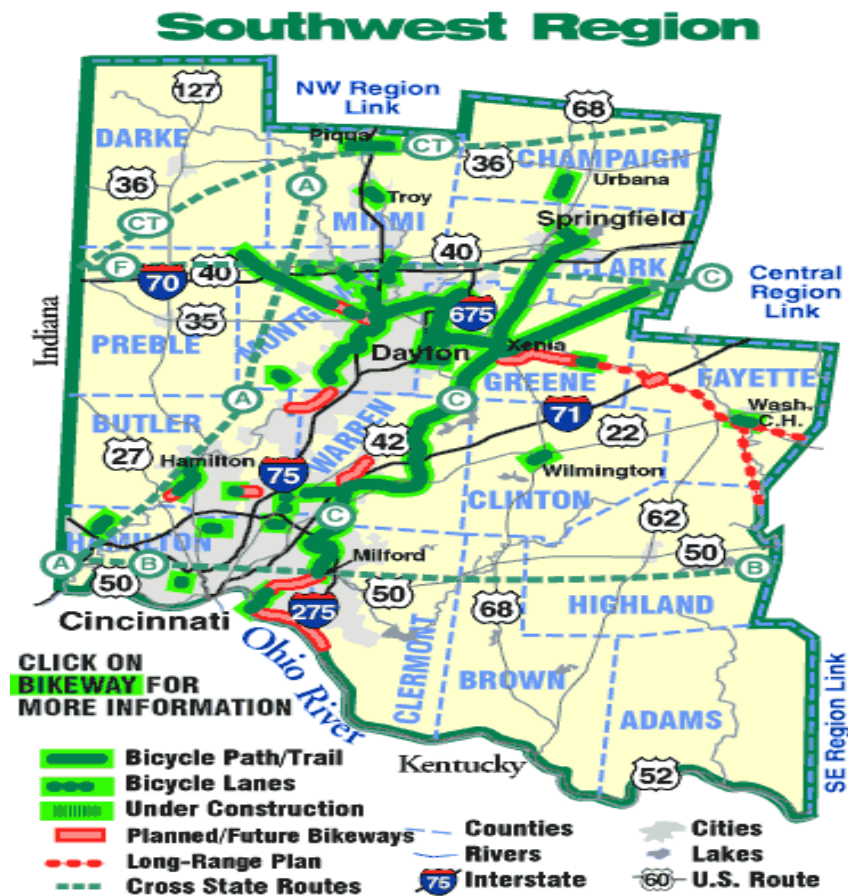 Southwest Region
NW Region
Link
127
68
DARKE
Piqua
CT
36
CHAMPAIGN
36
A
Urbana
Troy
CT
MIAMI
Springfield
40
F
40
CLARK
C
70
Central
Region
Link
35
675
MONTG
Indiana
PREBLE
Dayton
Xenia
GREENE
FAYETTE
A
C
71
Wash.
C.H.
BUTLER
WARREN
42
22
27
Hamilton
75
Wilmington
CLINTON
C
62
HAMILTON
Milford
50
A
B
50
50
B
Cincinnati
275
68
HIGHLAND
Ohio River
CLERMONT
BROWN
ADAMS
SE Region Link
CLICK ON
BIKEWAY FOR
MORE INFORMATION
Kentucky
52
Bicycle Path/Trail
Bicycle Lanes
Under Construction
Planned/Future Bikeways
Long-Range Plan
Cross State Routes
Counties
Rivers
75 Interstate
Cities
Lakes
60 U.S. Route